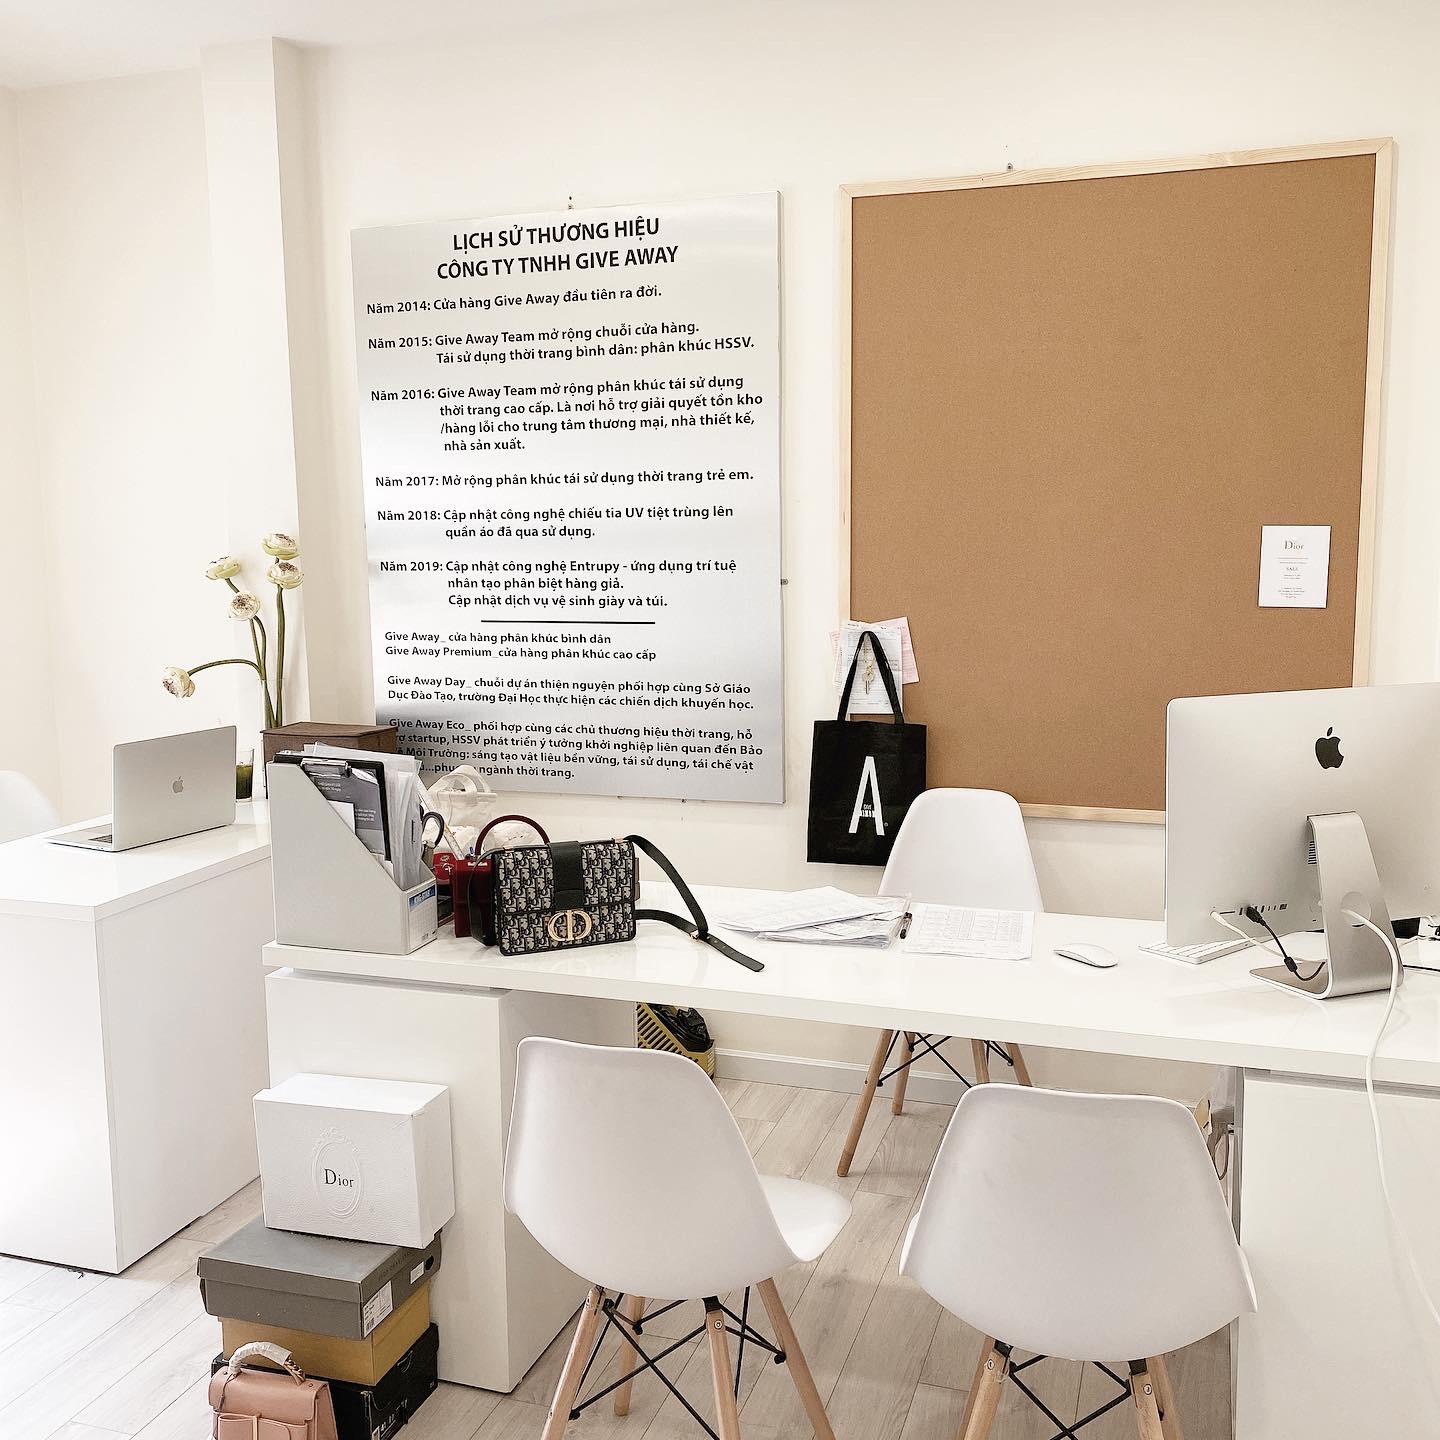 LỊCH SỬ THƯƠNG HIỆU
CÔNG TY TNHH GIVE AWAY
Năm 2014: Cửa hàng Give Away đầu tiên ra đời.
Năm 2015: Give Away Team mở rộng chuỗi cửa hàng.
Tái sử dụng thời trang bình dân: phân khúc HSSV.
Năm 2016: Give Away Team mở rộng phân khúc tái sử dụng
thời trang cao cấp. Là nơi hỗ trợ giải quyết tồn kho
/hàng lỗi cho trung tâm thương mại, nhà thiết kế,
nhà sản xuất.
Năm 2017: Mở rộng phân khúc tái sử dụng thời trang trẻ em.
Năm 2018: Cập nhật công nghệ chiếu tia UV tiệt trùng lên
quần áo đã qua sử dụng.
Năm 2019: Cập nhật công nghệ Entrupy - ứng dụng trí tuệ
nhân tạo phân biệt hàng giả.
Cập nhật dịch vụ vệ sinh giày và túi.
Give Away_ cửa hàng phân khúc bình dân
Give Away Premium_cửa hàng phân khúc cao cấp
Give Away Day_ chuỗi dự án thiện nguyện phối hợp cùng Sở Giáo
Dục Đào Tạo, trường Đại Học thực hiện các chiến dịch khuyến học.
Give Away Eco_ phối hợp cùng các chủ thương hiệu thời trang, hỗ
startup, HSSV phát triển ý tưởng khởi nghiệp liên quan đến Bảo
Môi Trường: sáng tạo vật liệu bền vững, tái sử dụng, tái chế vật
ngành thời trang.
Dior
SALE
A
GIVE
AWAY
CD
Dior